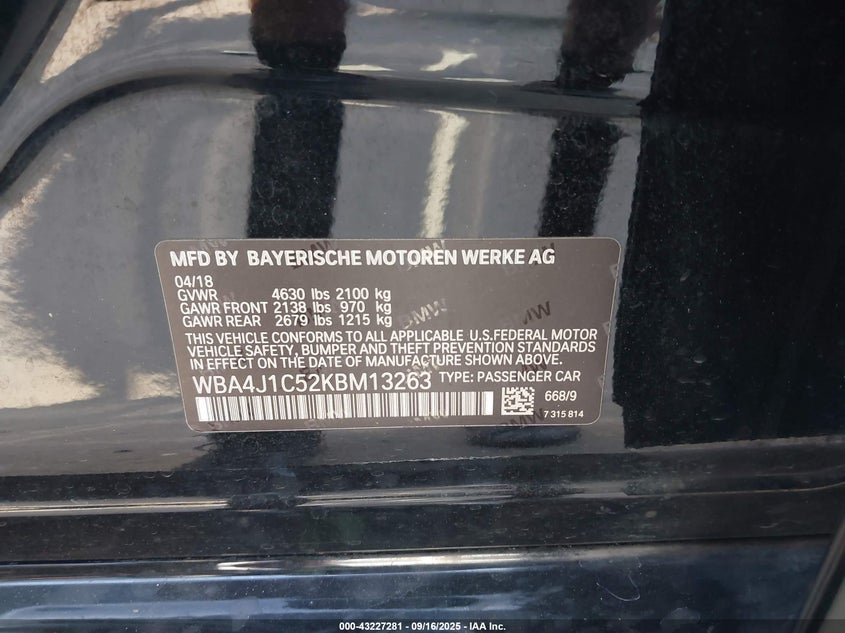 MFD BY BAYERISCHE MOTOREN WERKE AG
04/18
GVWR 4630 lbs 2100 kg
GAWR FRONT 2138 lbs 970 kg
GAWR REAR 2679 lbs 1215 kg
THIS VEHICLE CONFORMS TO ALL APPLICABLE U.S.FEDERAL MOTOR
VEHICLE SAFETY, BUMPER AND THEFT PREVENTION STANDARDS
IN EFFECT ON THE DATE OF MANUFACTURE SHOWN ABOVE.
WBA4J1C52KBM13263 TYPE: PASSENGER CAR
668/9
7 315 814
000-43227281 - 09/16/2025 - IAA Inc.